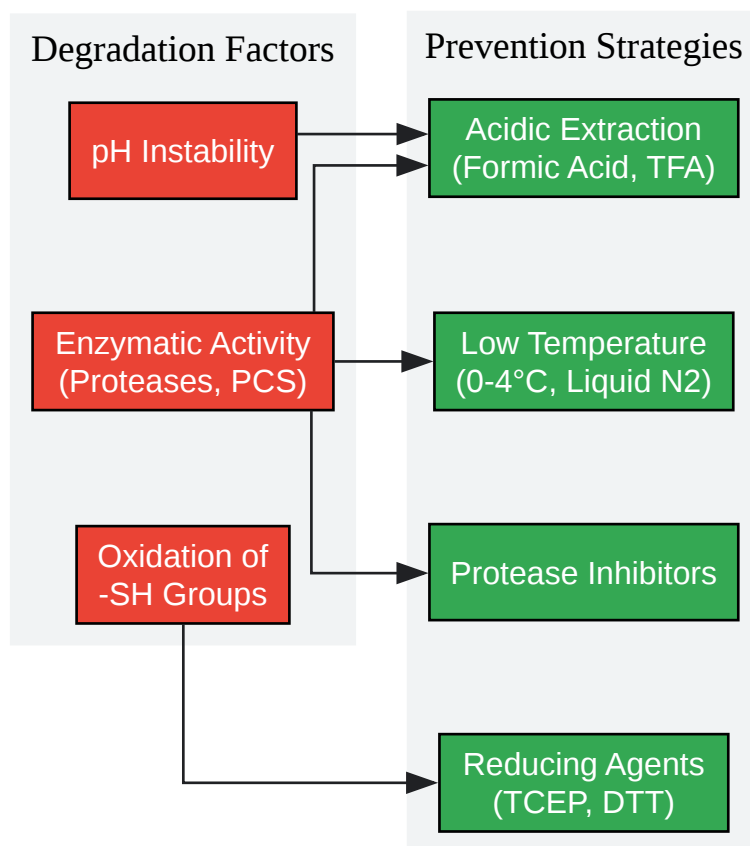 Degradation Factors
Prevention Strategies
pH Instability
Acidic Extraction
(Formic Acid, TFA)
Enzymatic Activity
(Proteases, PCS)
Low Temperature
(0-4°C, Liquid N2)
Oxidation of
-SH Groups
Protease Inhibitors
Reducing Agents
(TCEP, DTT)